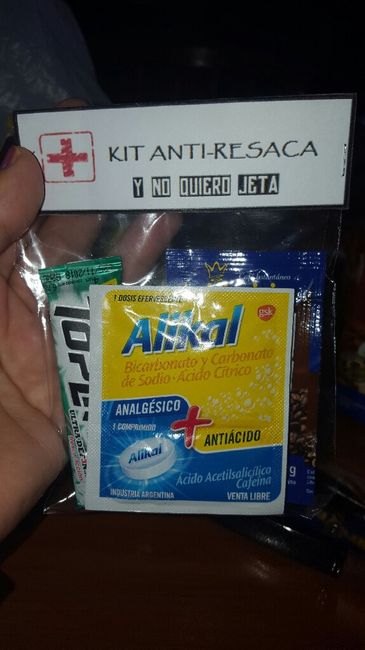 KIT ANTI-RESACA
Y NO QUIERO JETA
1 DOSIS EFERVESCENTE
Alikal
gsk
Bicarbonato y Carbonato
de Sodio - Ácido Cítrico
ANALGÉSICO
1 COMPRIMIDO
+
ANTIÁCIDO
Alikal
Ácido Acetilsalicílico
Cafeína
INDUSTRIA ARGENTINA
VENTA LIBRE
ULTRA